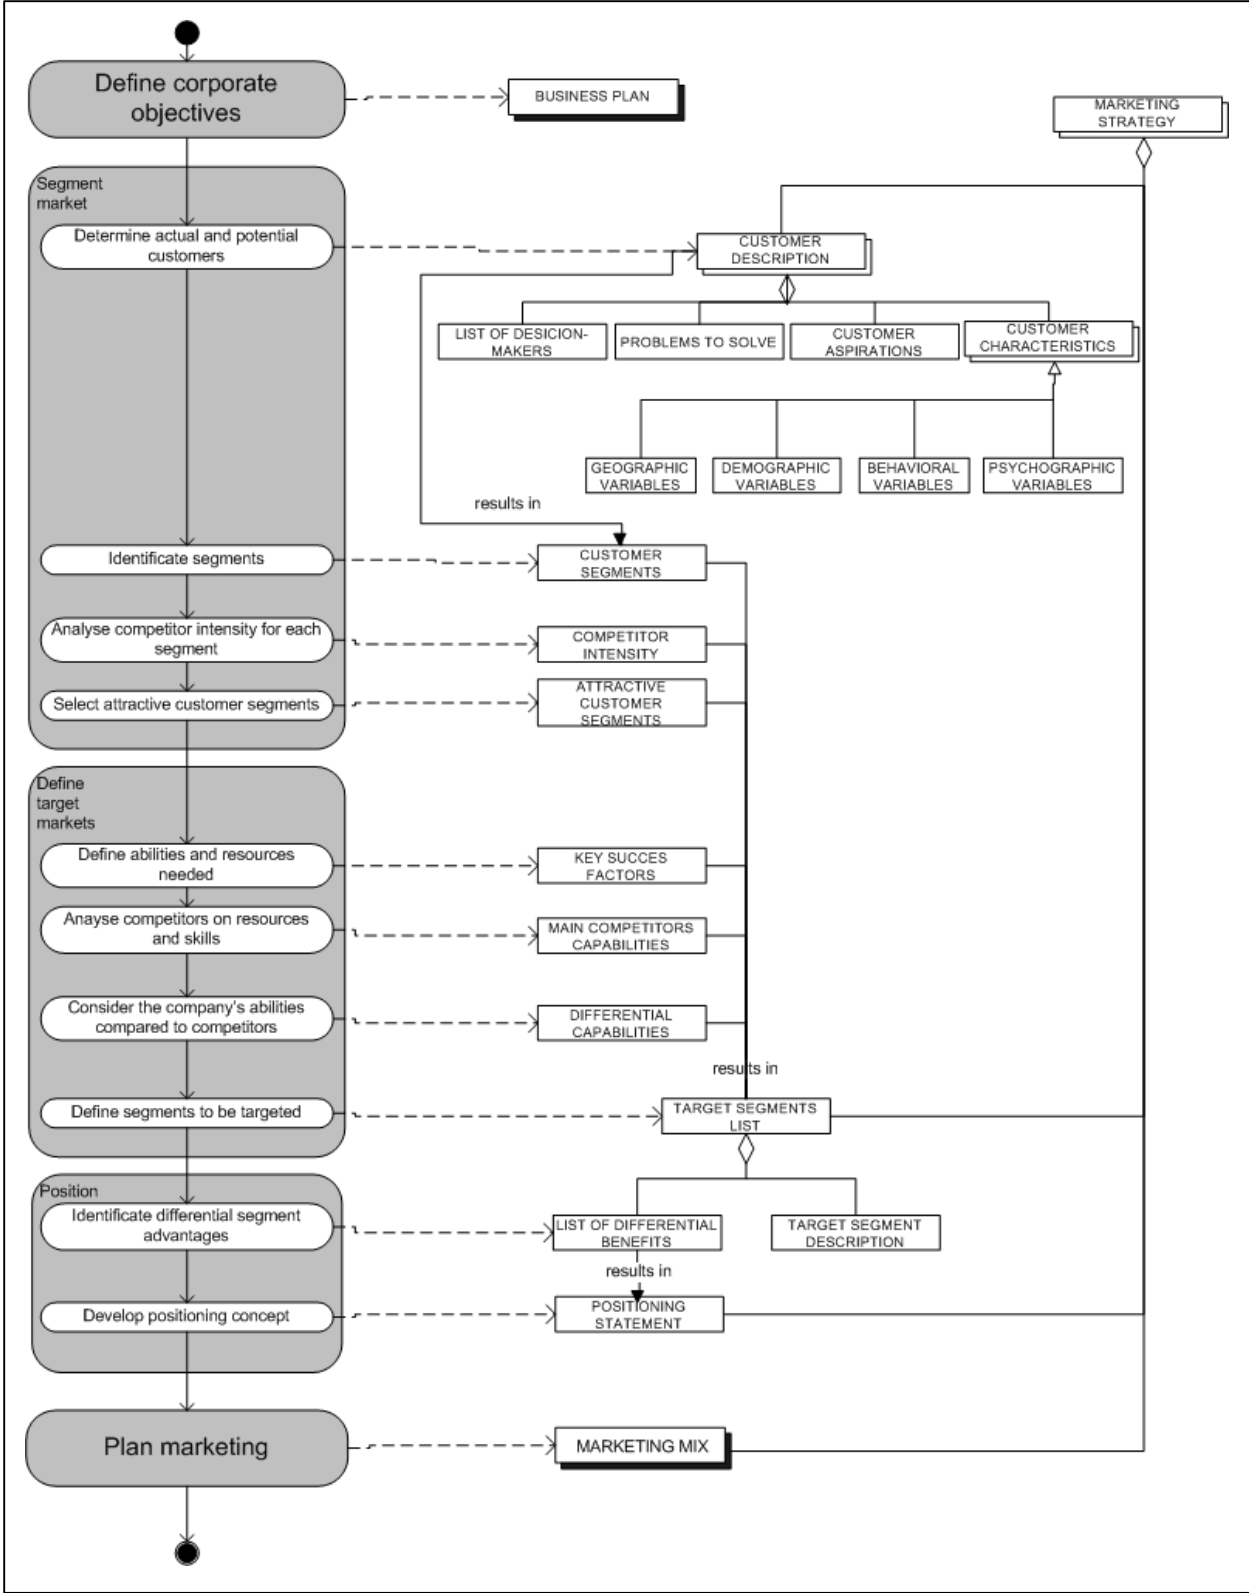 Define corporate
objectives
BUSINESS PLAN
MARKETING
STRATEGY
Segment
market
Determine actual and potential
customers
CUSTOMER
DESCRIPTION
LIST OF DESICION-
MAKERS
PROBLEMS TO SOLVE
CUSTOMER
ASPIRATIONS
CUSTOMER
CHARACTERISTICS
GEOGRAPHIC
VARIABLES
DEMOGRAPHIC
VARIABLES
BEHAVIORAL
VARIABLES
PSYCHOGRAPHIC
VARIABLES
results in
Identificate segments
CUSTOMER
SEGMENTS
Analyse competitor intensity for each
segment
COMPETITOR
INTENSITY
Select attractive customer segments
ATTRACTIVE
CUSTOMER
SEGMENTS
Define
target
markets
Define abilities and resources
needed
KEY SUCCES
FACTORS
Anayse competitors on resources
and skills
MAIN COMPETITORS
CAPABILITIES
Consider the company's abilities
compared to competitors
DIFFERENTIAL
CAPABILITIES
results in
Define segments to be targeted
TARGET SEGMENTS
LIST
Position
Identificate differential segment
advantages
LIST OF DIFFERENTIAL
BENEFITS
TARGET SEGMENT
DESCRIPTION
results in
Develop positioning concept
POSITIONING
STATEMENT
Plan marketing
MARKETING MIX